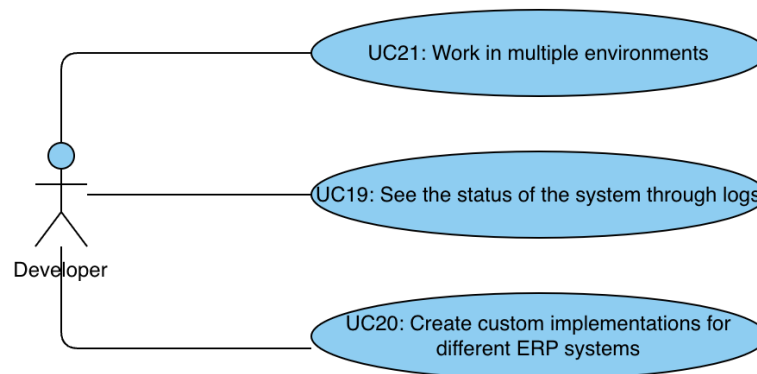 UC21: Work in multiple environments
UC19: See the status of the system through logs
Developer
UC20: Create custom implementations for
different ERP systems